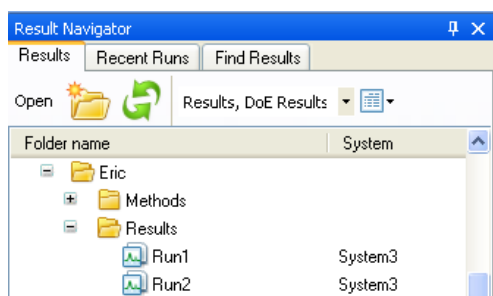 Result Navigator
Results Recent Runs Find Results
Open Results, DoE Results
Folder name System
Eric
Methods
Results
Run1 System3
Run2 System3